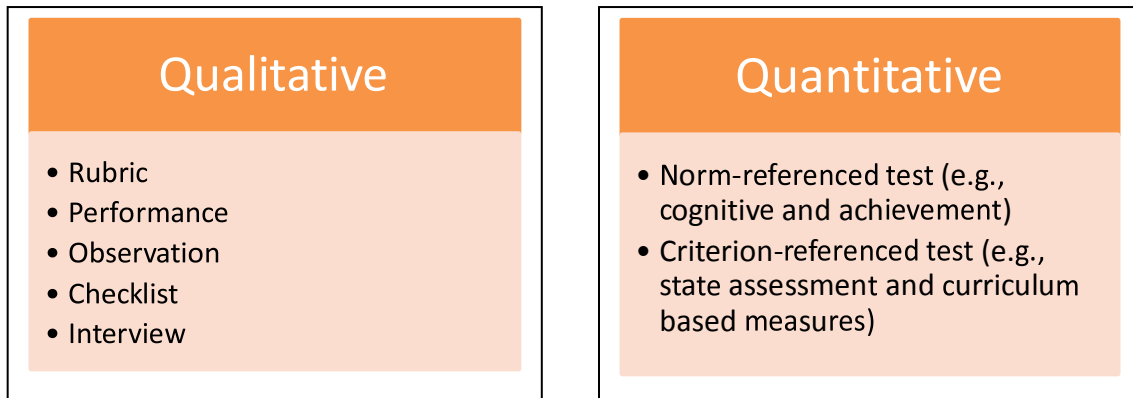 Qualitative
• Rubric
• Performance
• Observation
• Checklist
• Interview
Quantitative
• Norm-referenced test (e.g.,
cognitive and achievement)
• Criterion-referenced test (e.g.,
state assessment and curriculum
based measures)